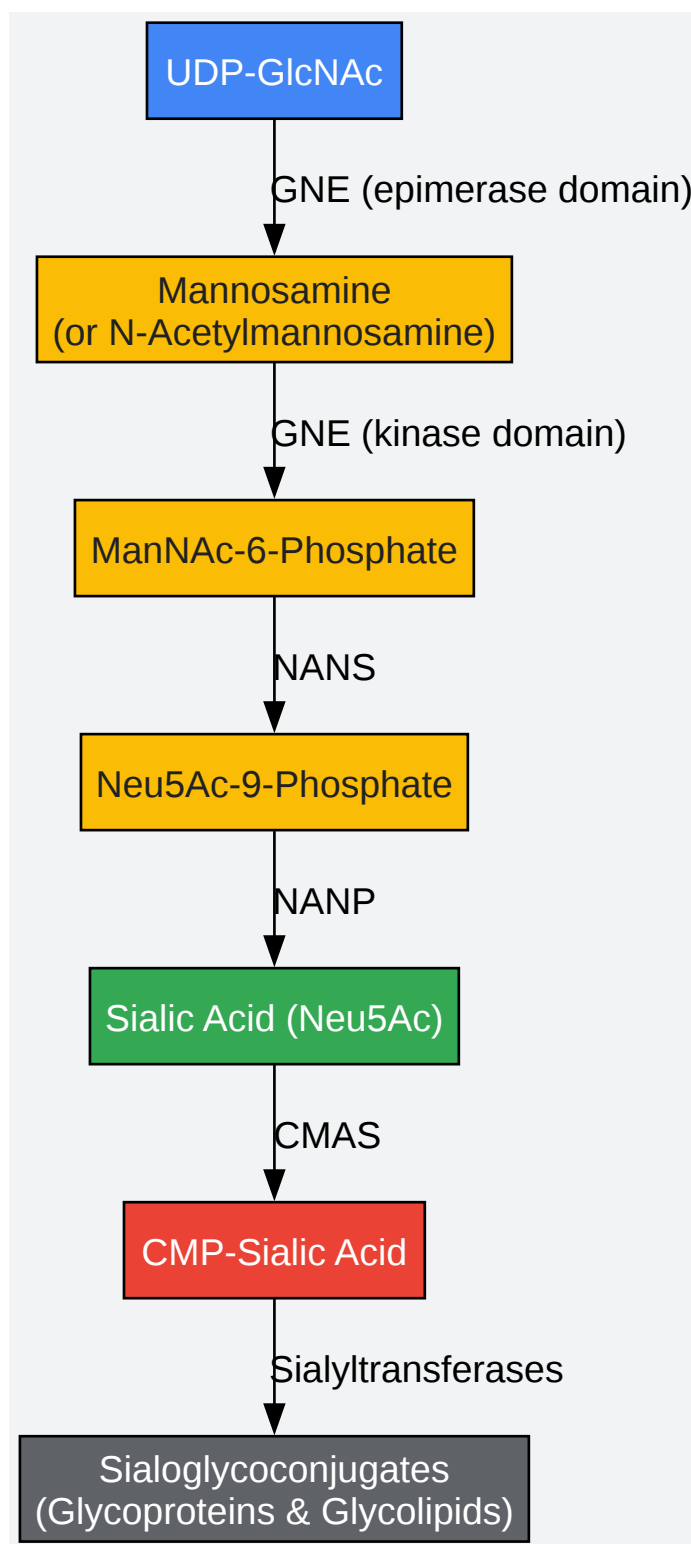 UDP-GlcNAc
GNE (epimerase domain)
Mannosamine
(or N-Acetylmannosamine)
GNE (kinase domain)
ManNAc-6-Phosphate
NANS
Neu5Ac-9-Phosphate
NANP
Sialic Acid (Neu5Ac)
CMAS
CMP-Sialic Acid
Sialyltransferases
Sialoglycoconjugates
(Glycoproteins & Glycolipids)